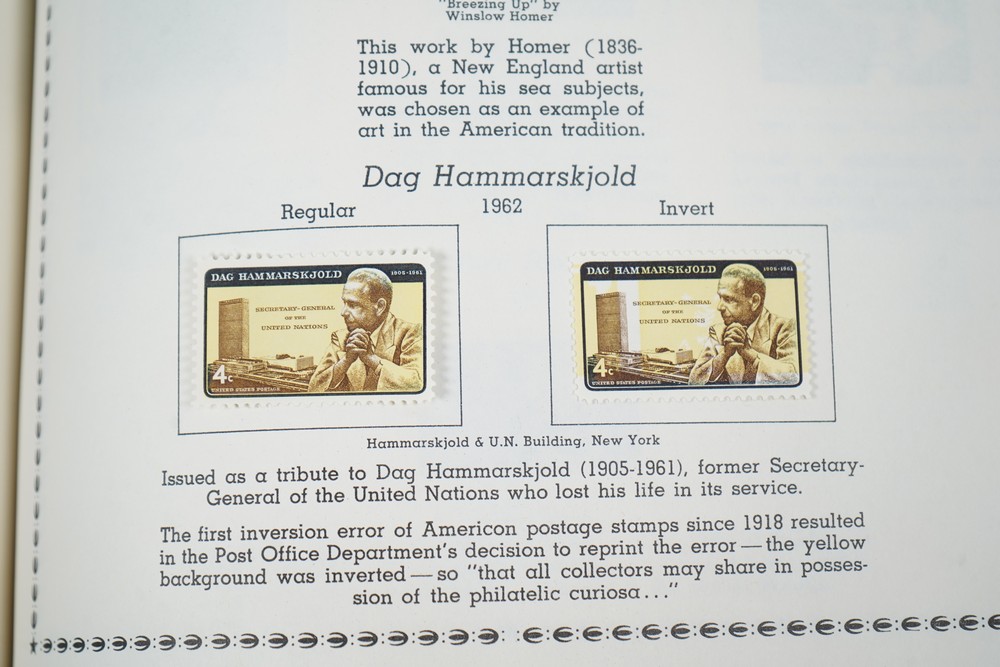 "Breezing Up" by
Winslow Homer
This work by Homer (1836-
1910), a New England artist
famous for his sea subjects,
was chosen as an example of
art in the American tradition.
Dag Hammarskjold
Regular
1962
Invert
DAG HAMMARSKJOLD
1905-1961
SECRETARY-GENERAL
OF THE
UNITED NATIONS
4c
UNITED STATES POSTAGE
DAG HAMMARSKJOLD
1905-1961
SECRETARY-GENERAL
OF THE
UNITED NATIONS
4c
UNITED STATES POSTAGE
Hammarskjold & U.N. Building, New York
Issued as a tribute to Dag Hammarskjold (1905-1961), former Secretary-
General of the United Nations who lost his life in its service.
The first inversion error of American postage stamps since 1918 resulted
in the Post Office Department's decision to reprint the error — the yellow
background was inverted — so "that all collectors may share in posses-
sion of the philatelic curiosa..."